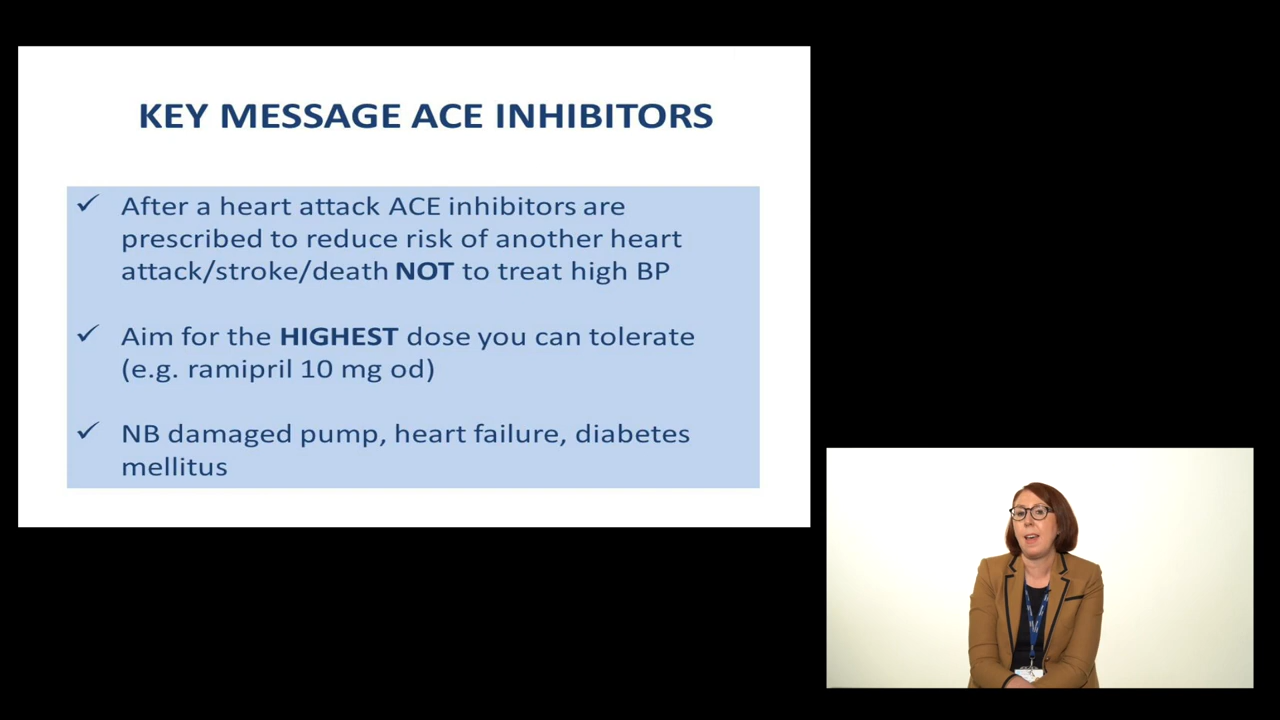 KEY MESSAGE ACE INHIBITORS
✓ After a heart attack ACE inhibitors are
prescribed to reduce risk of another heart
attack/stroke/death NOT to treat high BP
✓ Aim for the HIGHEST dose you can tolerate
(e.g. ramipril 10 mg od)
✓ NB damaged pump, heart failure, diabetes
mellitus